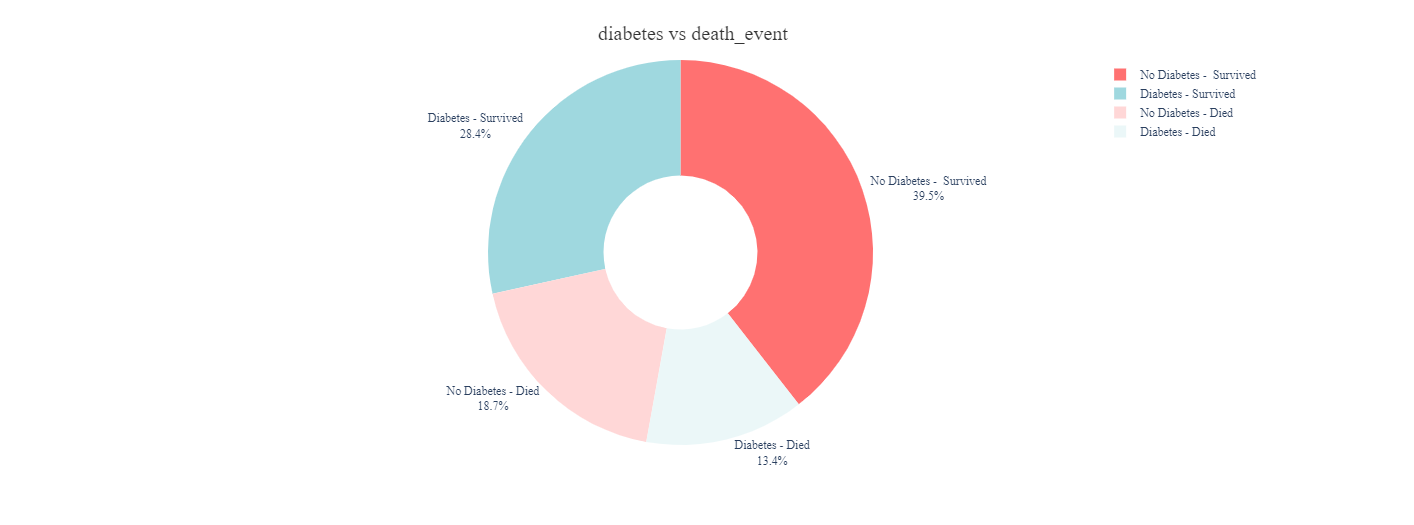 diabetes vs death_event
No Diabetes -  Survived
Diabetes - Survived
No Diabetes - Died
Diabetes - Died
Diabetes - Survived
28.4%
No Diabetes -  Survived
39.5%
No Diabetes - Died
18.7%
Diabetes - Died
13.4%